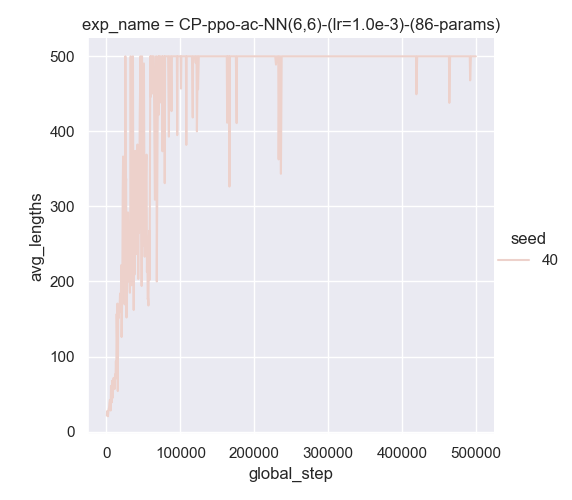 exp_name = CP-ppo-ac-NN(6,6)-(lr=1.0e-3)-(86-params)
500
400
300
200
100
0
avg_lengths
0 100000 200000 300000 400000 500000
global_step
seed
40